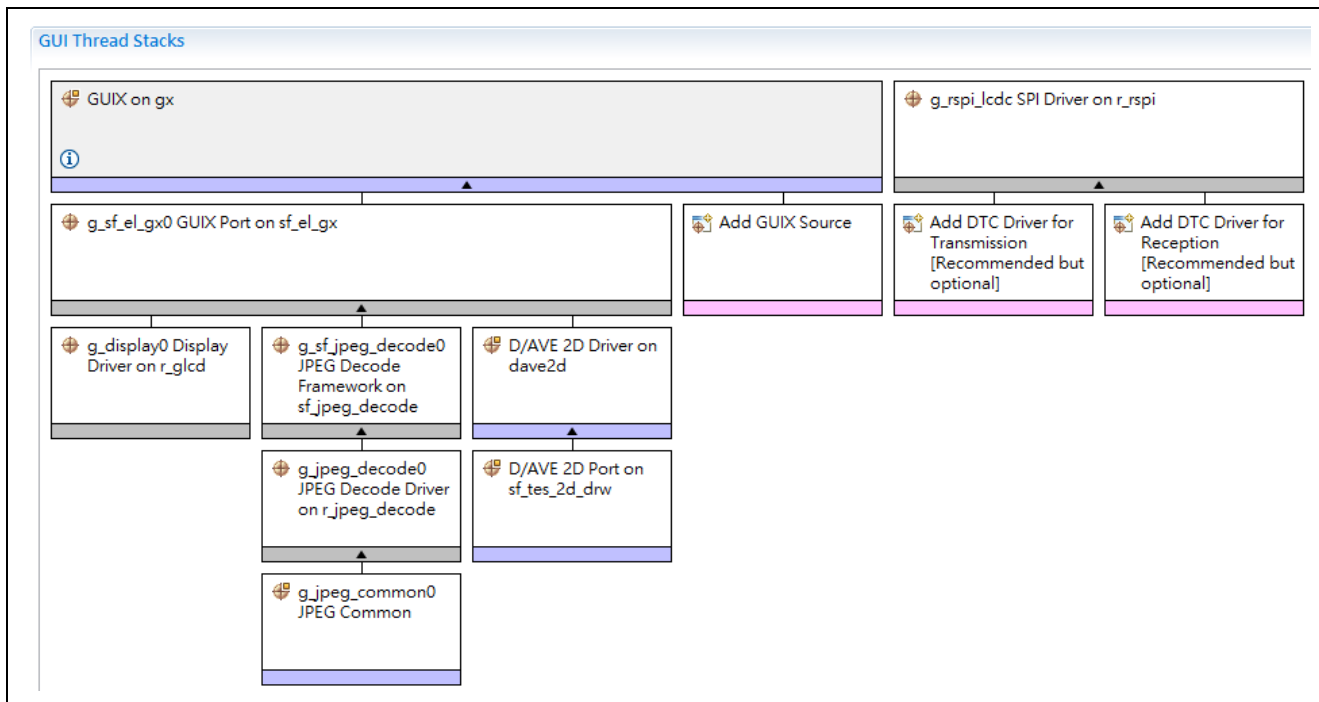 GUI Thread Stacks
GUIX on gx
g_rspi_lcdc SPI Driver on r_rspi
g_sf_el_gx0 GUIX Port on sf_el_gx
Add GUIX Source
Add DTC Driver for
Transmission
[Recommended but
optional]
Add DTC Driver for
Reception
[Recommended but
optional]
g_display0 Display
Driver on r_glcd
g_sf_jpeg_decode0
JPEG Decode
Framework on
sf_jpeg_decode
D/AVE 2D Driver on
dave2d
g_jpeg_decode0
JPEG Decode Driver
on r_jpeg_decode
D/AVE 2D Port on
sf_tes_2d_drw
g_jpeg_common0
JPEG Common